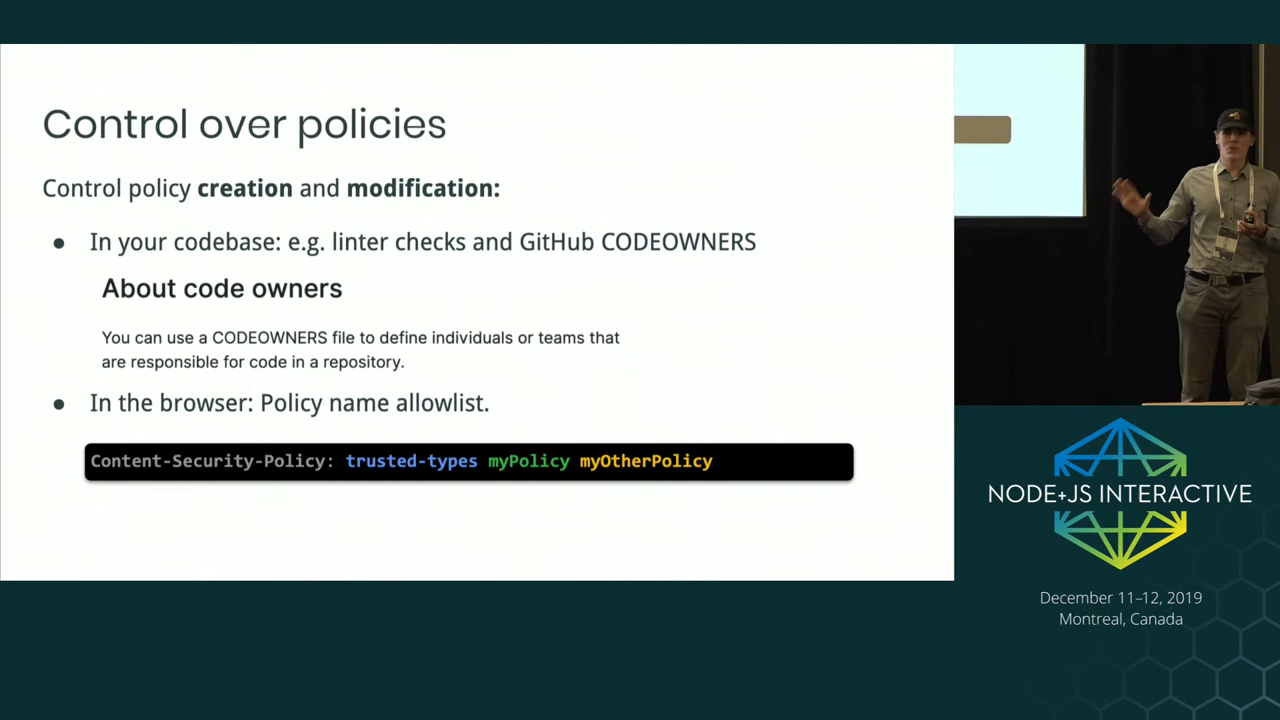 Control over policies
Control policy creation and modification:
● In your codebase: e.g. linter checks and GitHub CODEOWNERS
About code owners
You can use a CODEOWNERS file to define individuals or teams that
are responsible for code in a repository.
● In the browser: Policy name allowlist.
Content-Security-Policy: trusted-types myPolicy myOtherPolicy
NODE+JS INTERACTIVE
December 11–12, 2019
Montreal, Canada